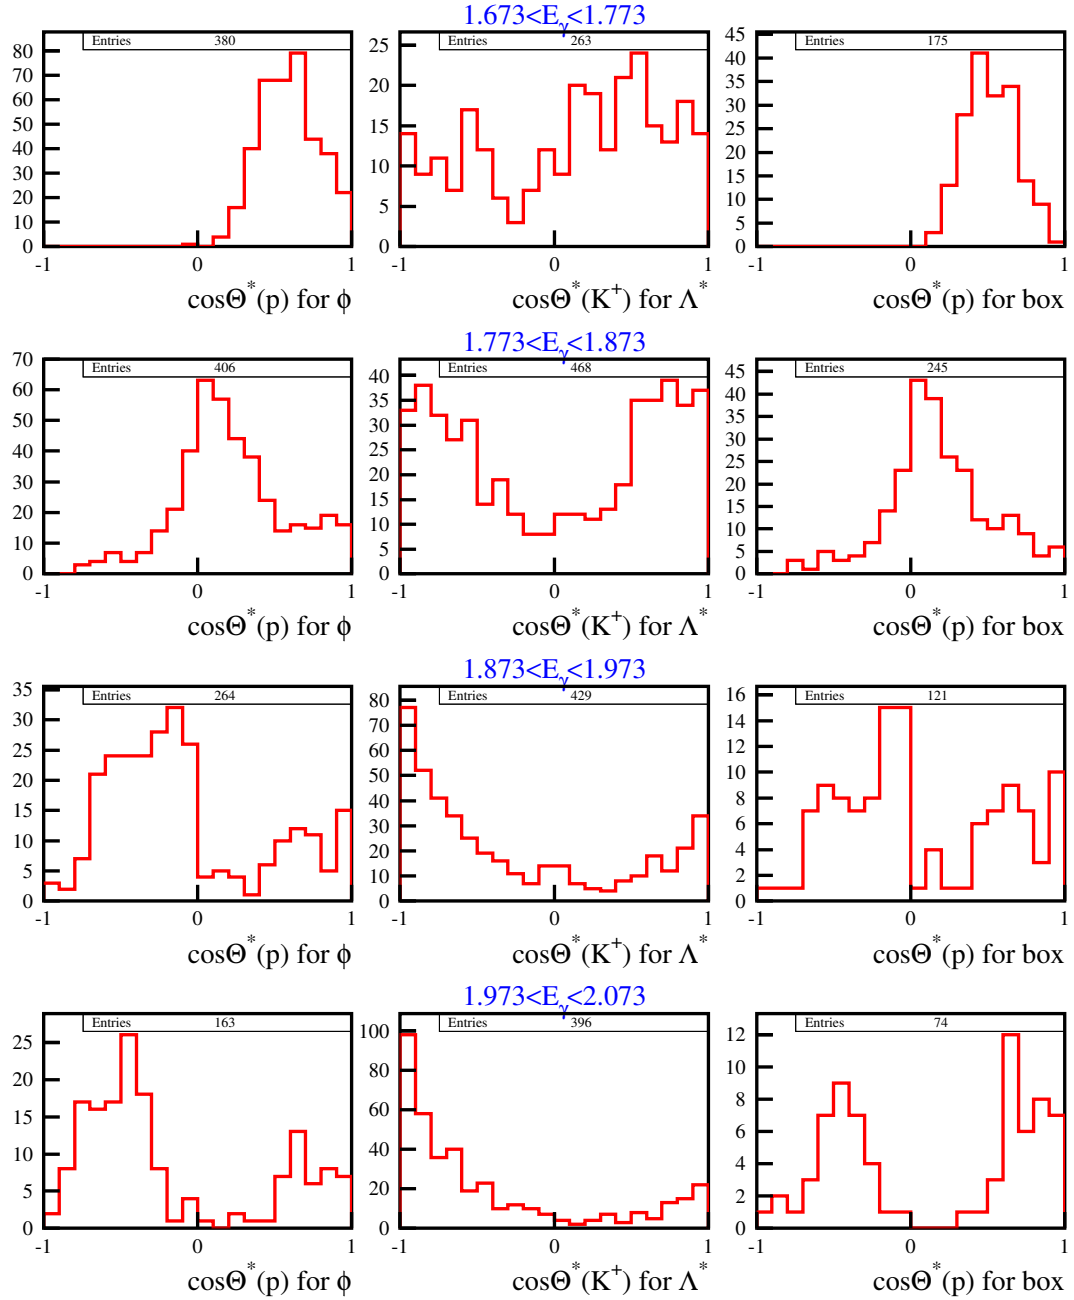 1.673<Eγ<1.773
Entries 380
Entries 263
Entries 175
80
70
60
50
40
30
20
10
0
25
20
15
10
5
0
45
40
35
30
25
20
15
10
5
0
-1 0 1
-1 0 1
-1 0 1
cosΘ*(p) for ϕ
cosΘ*(K+) for Λ*
cosΘ*(p) for box
1.773<Eγ<1.873
Entries 406
Entries 468
Entries 245
70
60
50
40
30
20
10
0
40
35
30
25
20
15
10
5
0
45
40
35
30
25
20
15
10
5
0
-1 0 1
-1 0 1
-1 0 1
cosΘ*(p) for ϕ
cosΘ*(K+) for Λ*
cosΘ*(p) for box
1.873<Eγ<1.973
Entries 264
Entries 429
Entries 121
35
30
25
20
15
10
5
0
80
70
60
50
40
30
20
10
0
16
14
12
10
8
6
4
2
0
-1 0 1
-1 0 1
-1 0 1
cosΘ*(p) for ϕ
cosΘ*(K+) for Λ*
cosΘ*(p) for box
1.973<Eγ<2.073
Entries 163
Entries 396
Entries 74
25
20
15
10
5
0
100
80
60
40
20
0
12
10
8
6
4
2
0
-1 0 1
-1 0 1
-1 0 1
cosΘ*(p) for ϕ
cosΘ*(K+) for Λ*
cosΘ*(p) for box